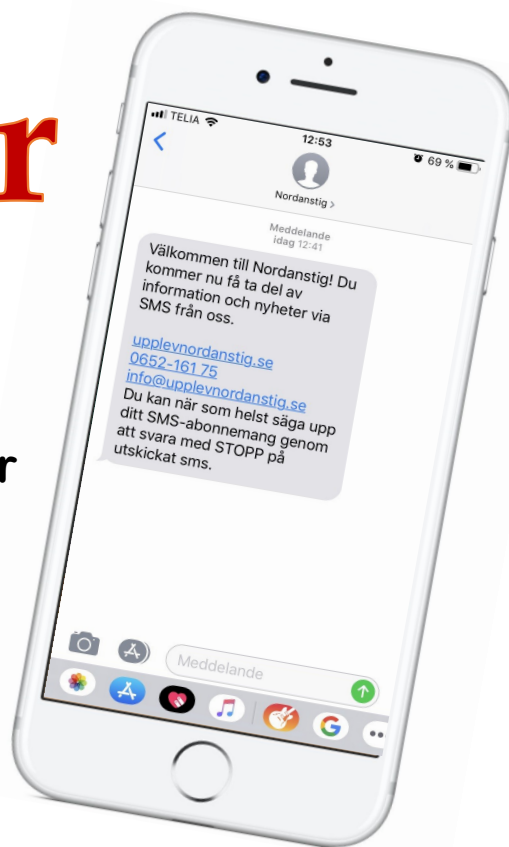 r
TELIA
12:53
69 %
Nordanstig >
Meddelande
idag 12:41
Välkommen till Nordanstig! Du
kommer nu få ta del av
information och nyheter via
SMS från oss.
upplevnordanstig.se
0652-161 75
info@upplevnordanstig.se
Du kan när som helst säga upp
ditt SMS-abonnemang genom
att svara med STOPP på
utskickat sms.
r
Meddelande
G